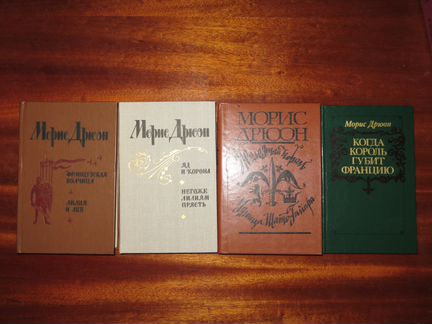 Морис Дрюон
ФРАНЦУЗСКАЯ
ВОЛЧИЦА
ЛИЛИЯ
И ЛЕВ
Морис Дрюон
ЯД
И КОРОНА
НЕГОЖЕ
ЛИЛИЯМ
ПРЯСТЬ
МОРИС
ДРЮОН
Железный король
Узница Шато-Гайара
Морис Дрюон
КОГДА
КОРОЛЬ
ГУБИТ
ФРАНЦИЮ